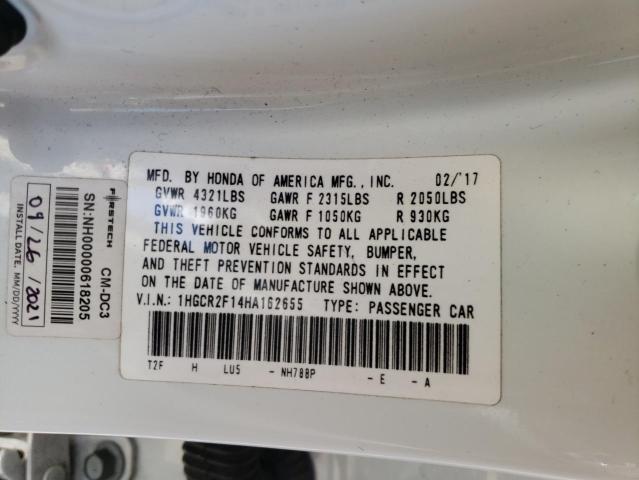 MFD. BY HONDA OF AMERICA MFG., INC. 02/'17
GVWR 4321LBS GAWR F 2315LBS R 2050LBS
GVWR 1960KG GAWR F 1050KG R 930KG
THIS VEHICLE CONFORMS TO ALL APPLICABLE
FEDERAL MOTOR VEHICLE SAFETY, BUMPER,
AND THEFT PREVENTION STANDARDS IN EFFECT
ON THE DATE OF MANUFACTURE SHOWN ABOVE.
V.I.N.: 1HGCR2F14HA162655 TYPE: PASSENGER CAR
T2F H LU5 - NH788P - E - A
FIRSTECH CM-DC3
SN:NH000000618205
09/26/2021
INSTALL DATE, MM/DD/YYYY